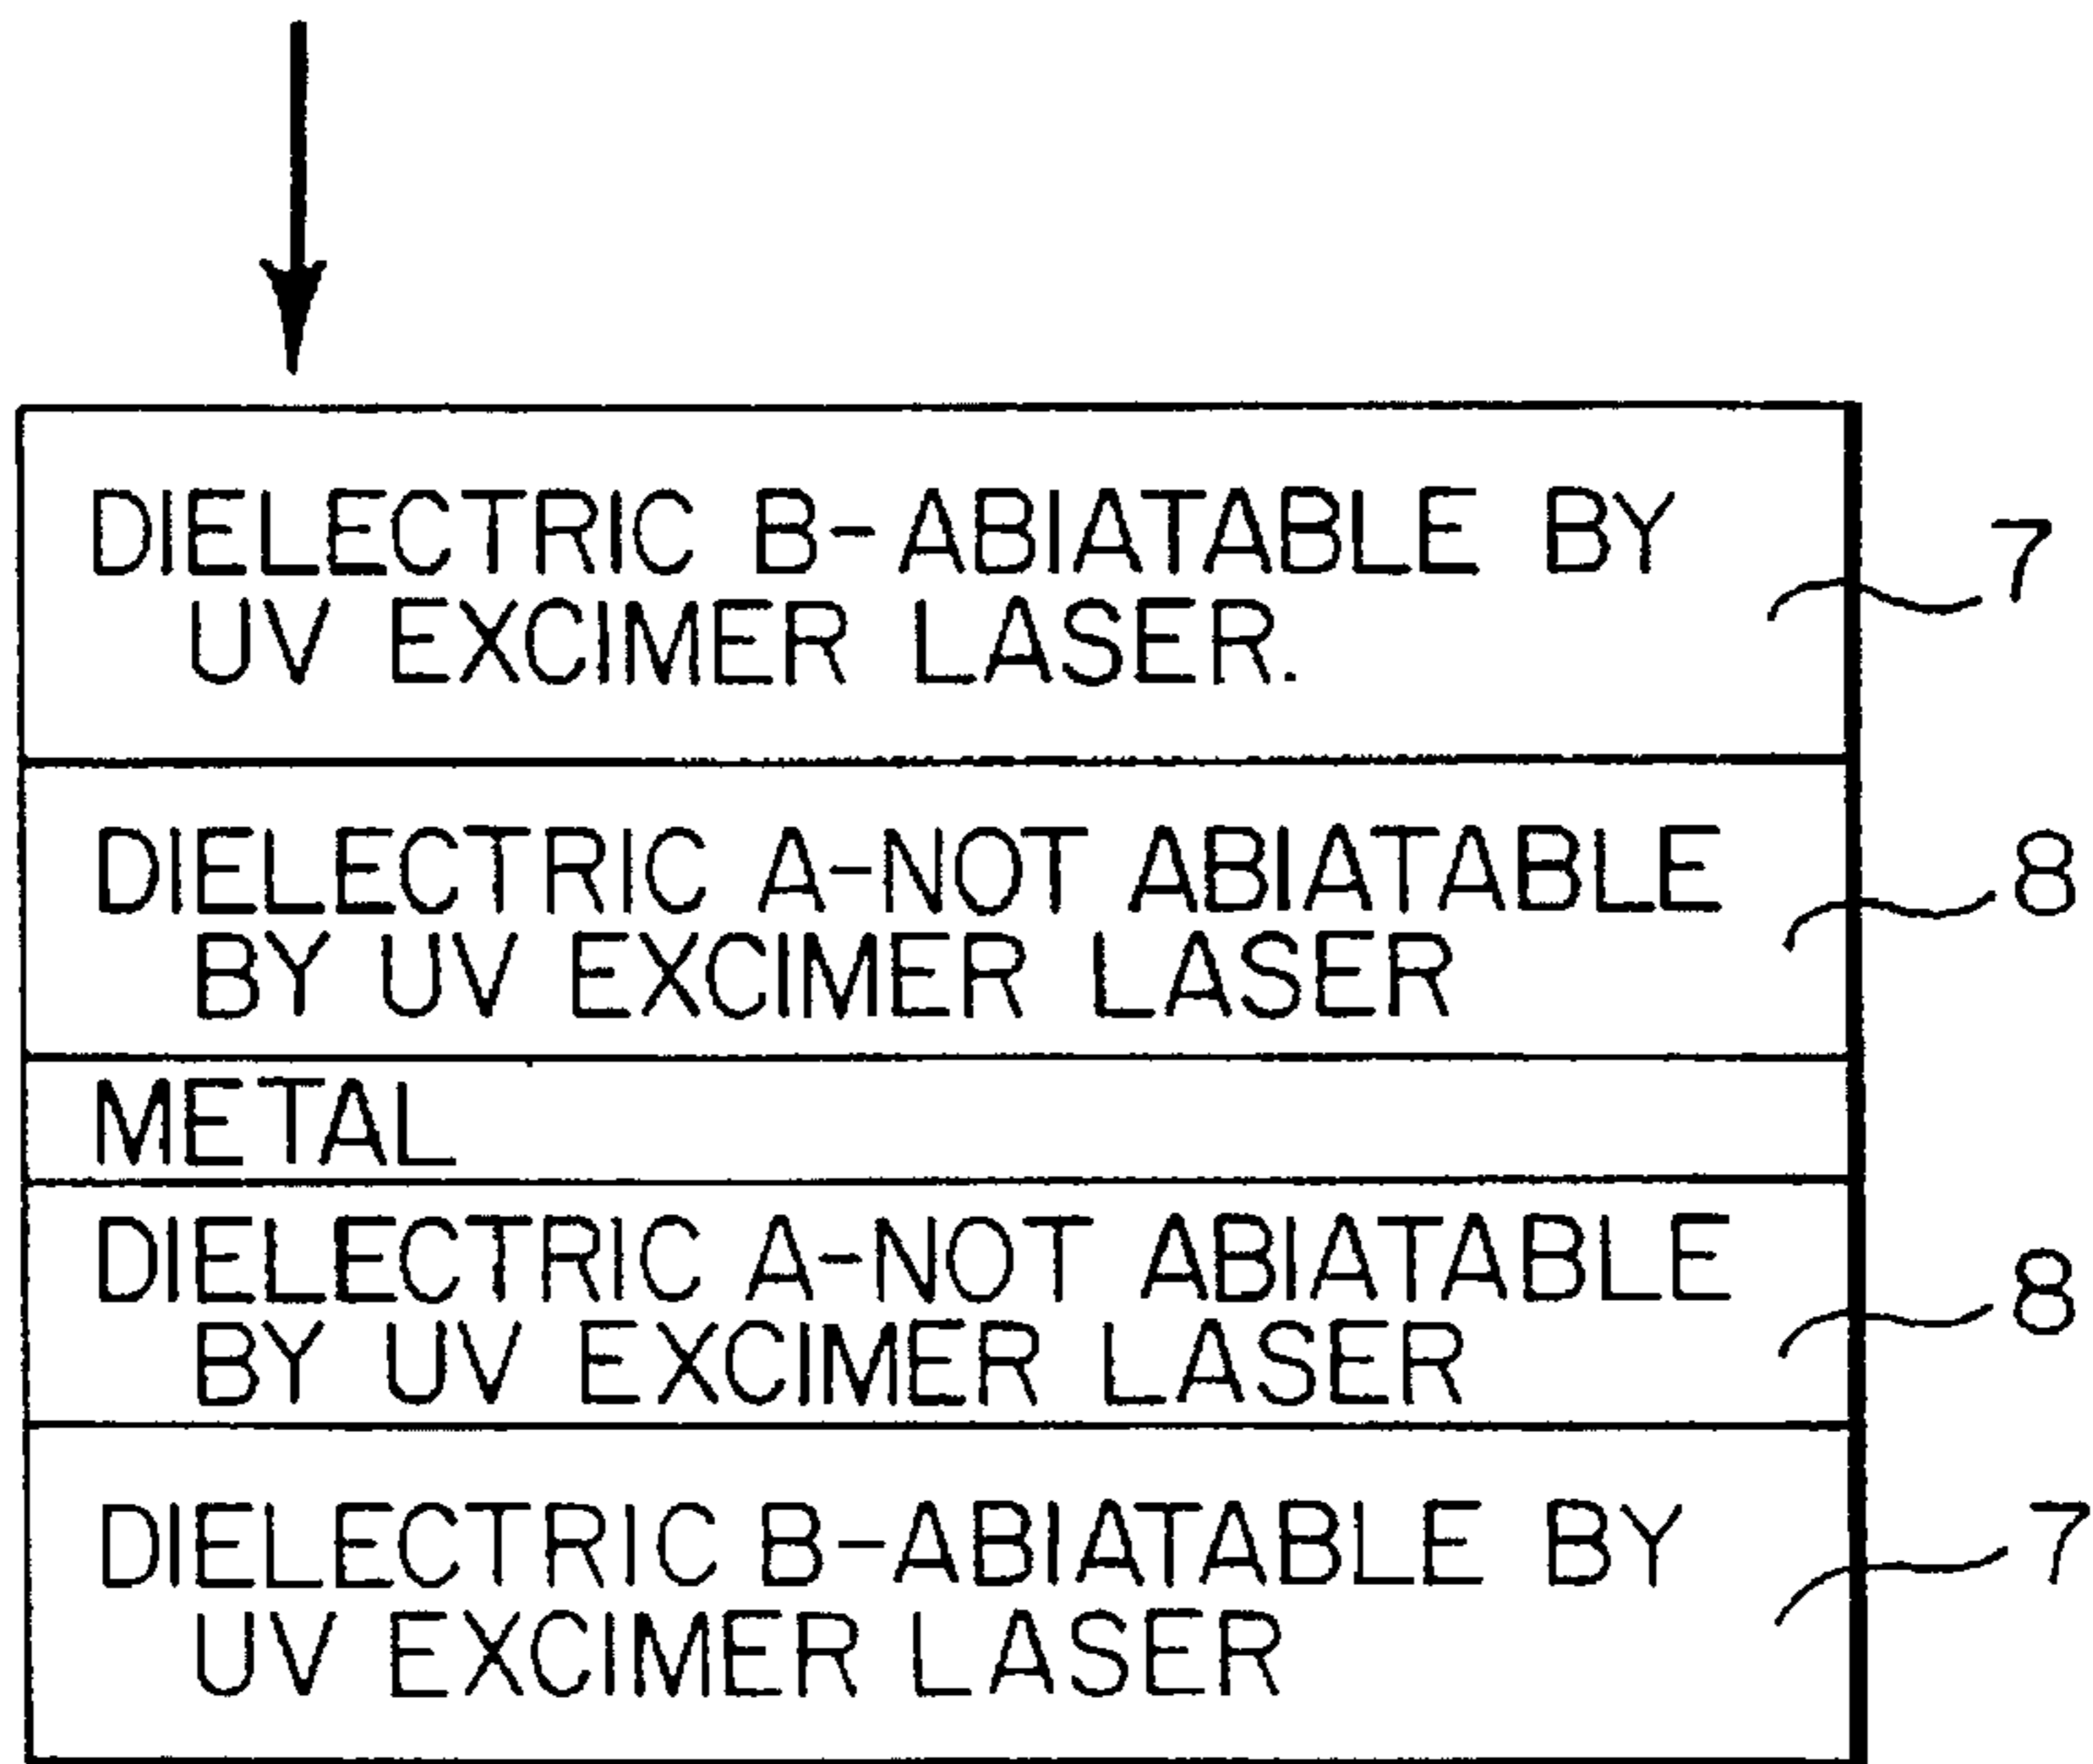 DIELECTRIC B-ABIATABLE BY
UV EXCIMER LASER.
7
DIELECTRIC A-NOT ABIATABLE
BY UV EXCIMER LASER
8
METAL
DIELECTRIC A-NOT ABIATABLE
BY UV EXCIMER LASER
8
DIELECTRIC B-ABIATABLE BY
UV EXCIMER LASER
7